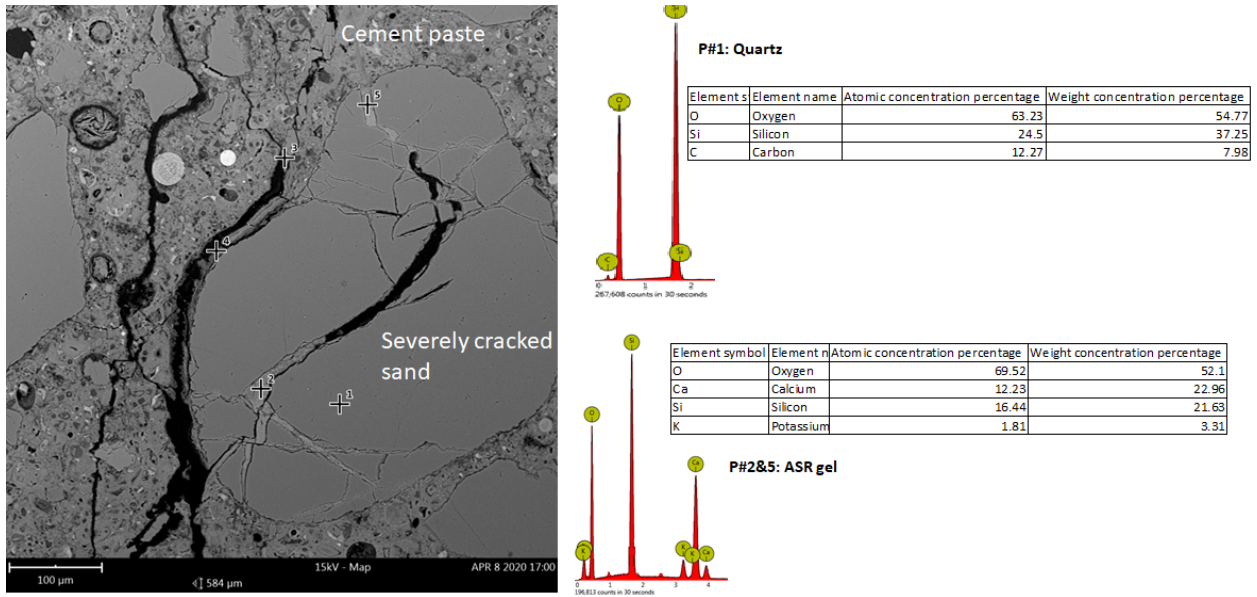 Cement paste
5
3
4
Severely cracked
sand
2
1
100 µm
584 µm
15kV - Map
APR 8 2020 17:00
Si
O
C
Si
0
1
2
267,608 counts in 30 seconds
P#1: Quartz
Element s Element name Atomic concentration percentage Weight concentration percentage
O Oxygen 63.23 54.77
Si Silicon 24.5 37.25
C Carbon 12.27 7.98
Si
O
Ca
K
K
K
Ca
0
1
2
3
4
196,813 counts in 30 seconds
Element symbol Element n Atomic concentration percentage Weight concentration percentage
O Oxygen 69.52 52.1
Ca Calcium 12.23 22.96
Si Silicon 16.44 21.63
K Potassium 1.81 3.31
P#2&5: ASR gel